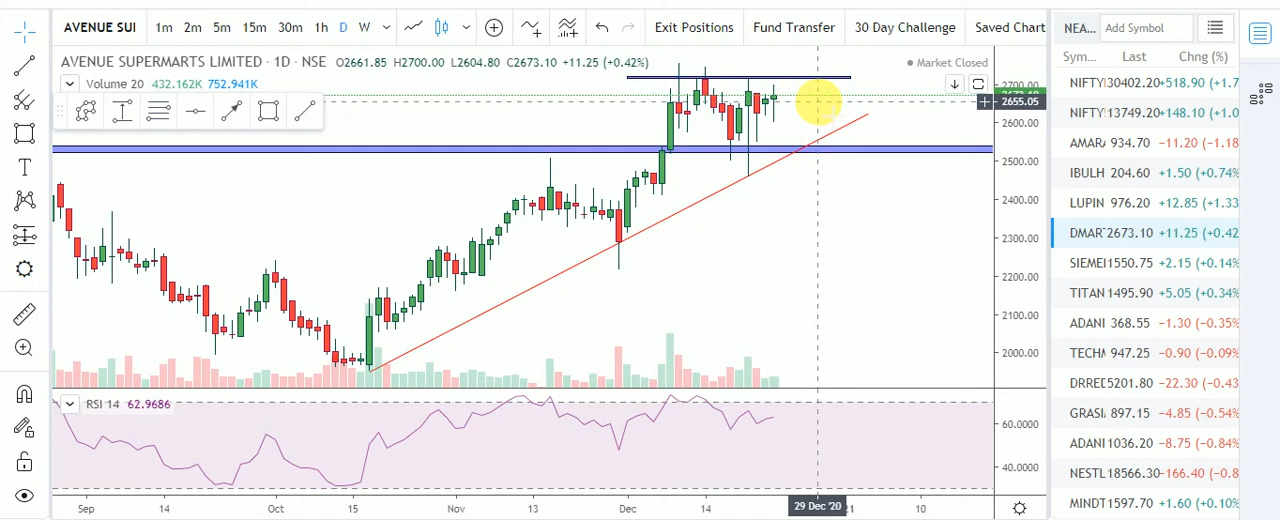 AVENUE SUI 1m 2m 5m 15m 30m 1h D W Exit Positions Fund Transfer 30 Day Challenge Saved Chart
NEA... Add Symbol
AVENUE SUPERMARTS LIMITED · 1D · NSE O2661.85 H2700.00 L2604.80 C2673.10 +11.25 (+0.42%) Market Closed
Volume 20 432.162K 752.941K
Sym... Last Chng (%)
2700.00
2655.05
2600.00
2500.00
2400.00
2300.00
2200.00
2100.00
2000.00
NIFTY 30402.20 +518.90 (+1.7
NIFTY 13749.20 +148.10 (+1.0
AMAR 934.70 −11.20 (−1.18
IBULH 204.60 +1.50 (+0.74%
LUPIN 976.20 +12.85 (+1.33
DMAR 2673.10 +11.25 (+0.42
SIEME 1550.75 +2.15 (+0.14%
TITAN 1495.90 +5.05 (+0.34%
ADANI 368.55 −1.30 (−0.35%
TECHM 947.25 −0.90 (−0.09%
DRREI 5201.80 −22.30 (−0.43
GRASI 897.15 −4.85 (−0.54%
ADANI 1036.20 −8.75 (−0.84%
NESTL 18566.30 −166.40 (−0.8
MINDT 1597.70 +1.60 (+0.10%
RSI 14 62.9686
60.0000
40.0000
Sep 14 Oct 15 Nov 13 Dec 14 29 Dec '20 21 10